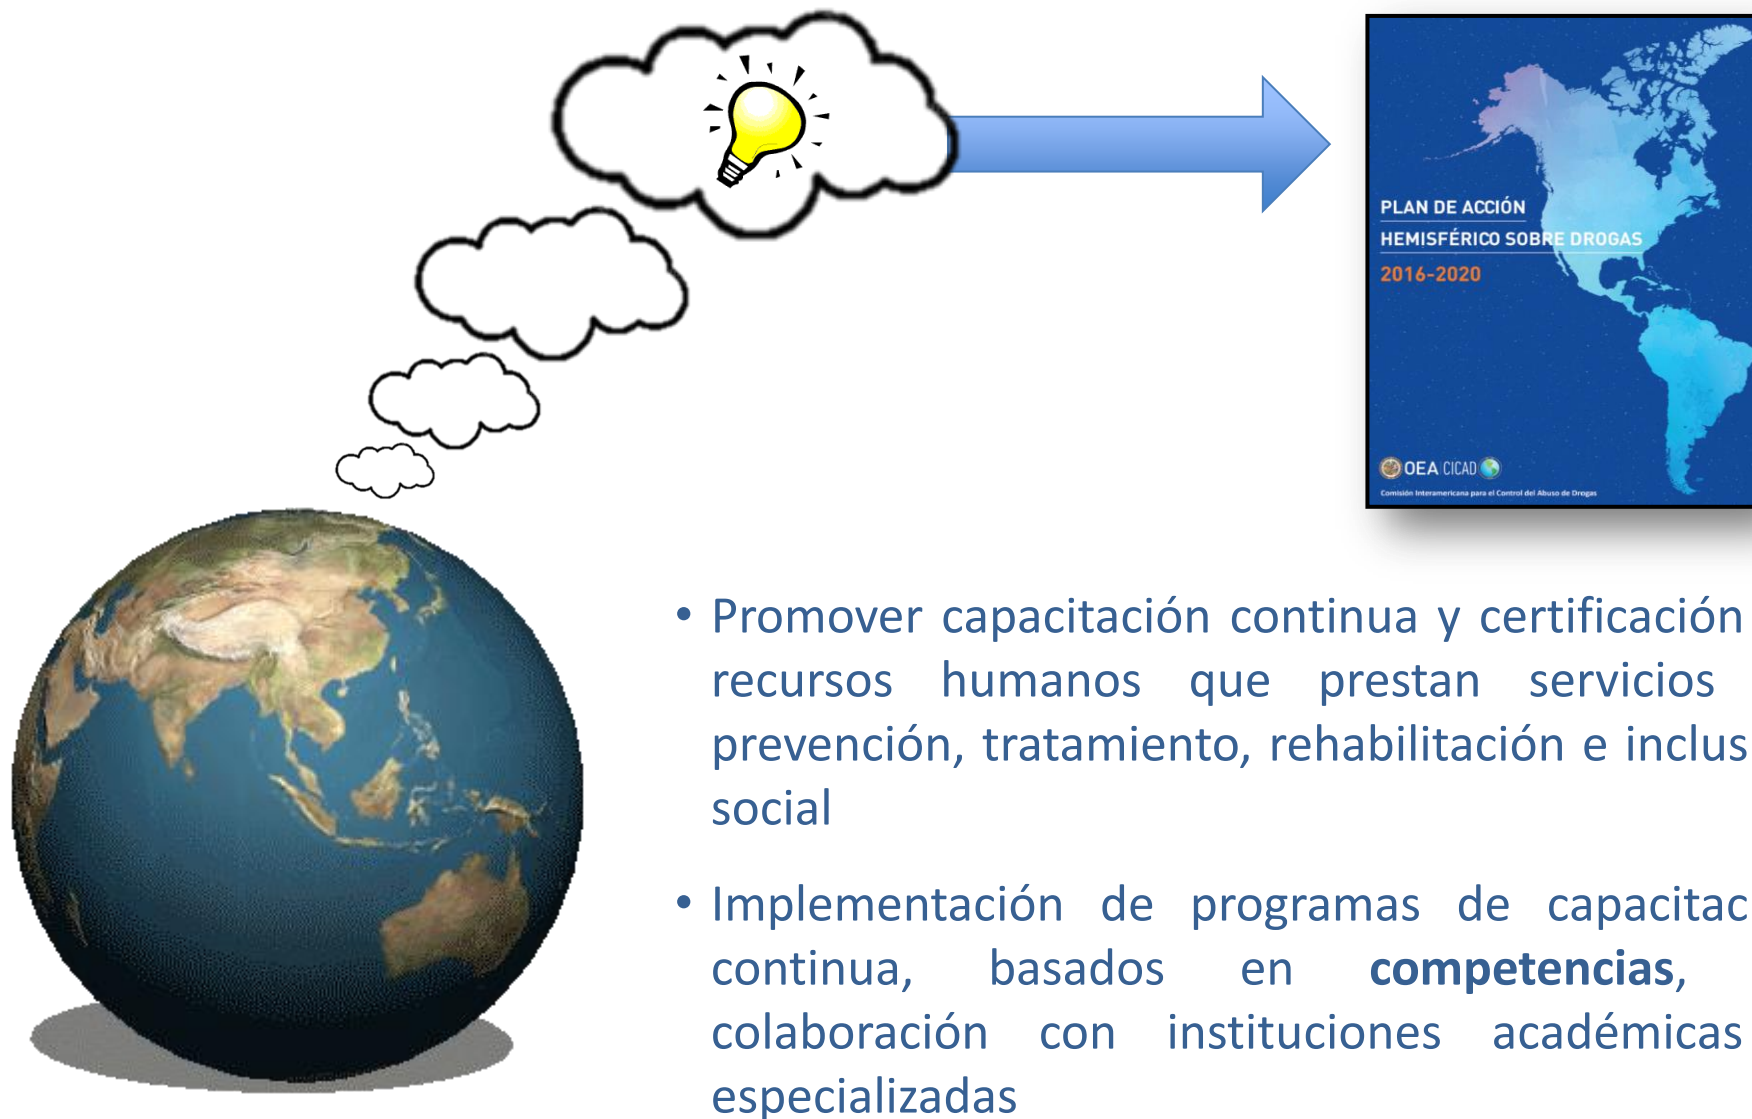 PLAN DE ACCIÓN
HEMISFÉRICO SOBRE DROGAS
2016-2020
OEA CICAD
Comisión Interamericana para el Control del Abuso de Drogas
• Promover capacitación continua y certificación
recursos humanos que prestan servicios
prevención, tratamiento, rehabilitación e inclus
social
• Implementación de programas de capacitac
continua, basados en competencias,
colaboración con instituciones académicas
especializadas